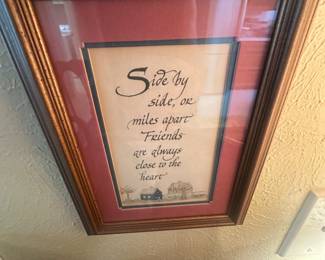 Side by
side, or
miles apart
Friends
are always
close to the
heart